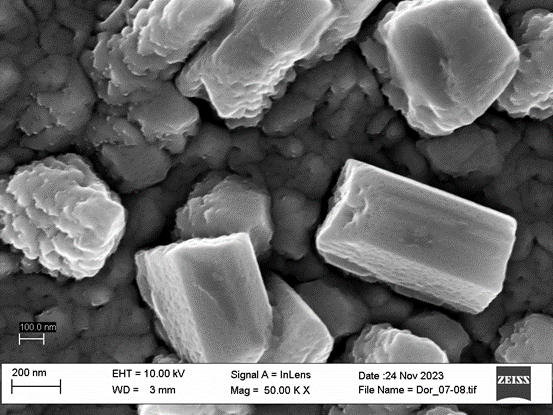 100.0 nm
200 nm
EHT = 10.00 kV
WD = 3 mm
Signal A = InLens
Mag = 50.00 K X
Date :24 Nov 2023
File Name = Dor_07-08.tif
ZEISS